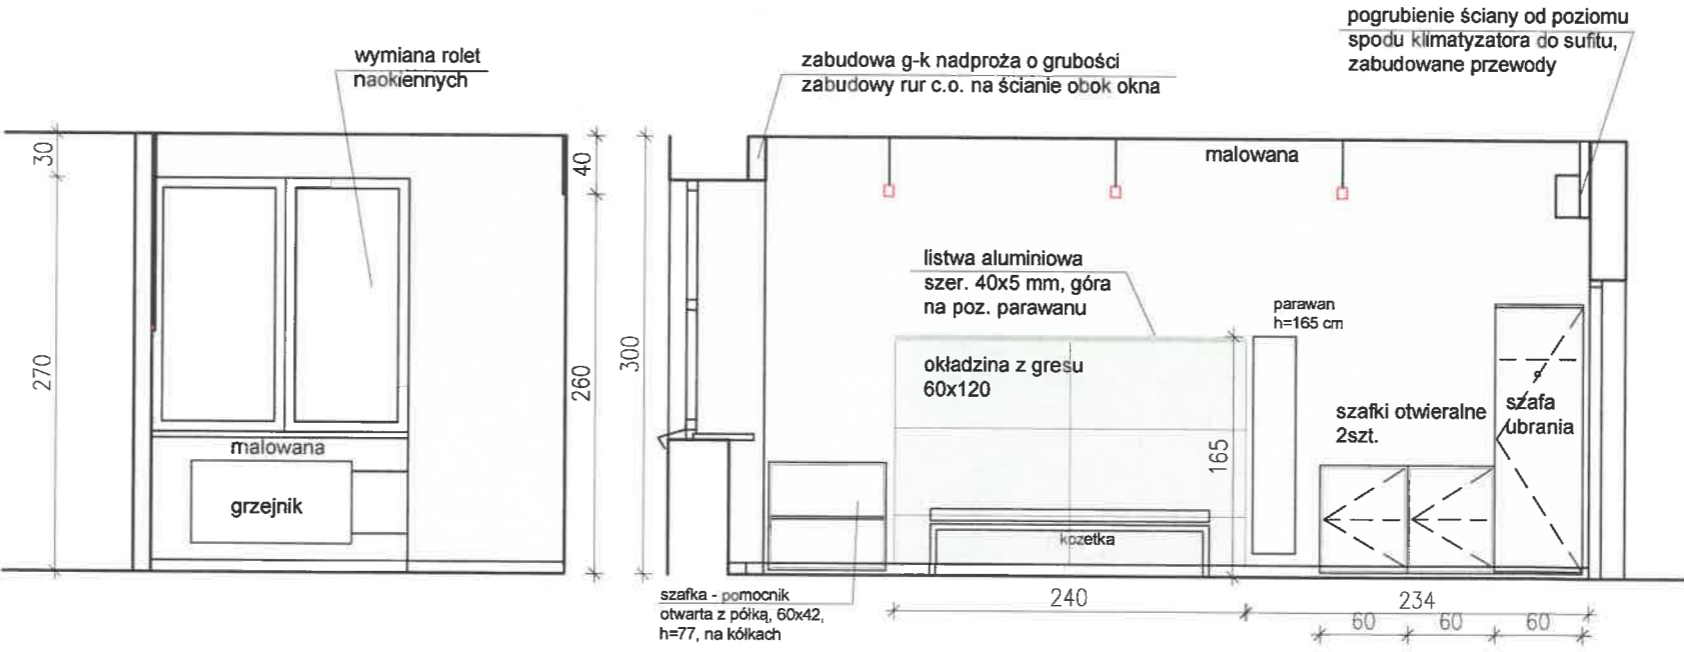 wymiana rolet
naokiennych
zabudowa g-k nadproża o grubości
zabudowy rur c.o. na ścianie obok okna
pogrubienie ściany od poziomu
spodu klimatyzatora do sufitu,
zabudowane przewody
30
270
40
260
300
malowana
grzejnik
malowana
listwa aluminiowa
szer. 40x5 mm, góra
na poz. parawanu
parawan
h=165 cm
okładzina z gresu
60x120
165
szafki otwieralne
2szt.
szafa
ubrania
kozetka
szafka - pomocnik
otwarta z półką, 60x42,
h=77, na kółkach
240
234
60
60
60